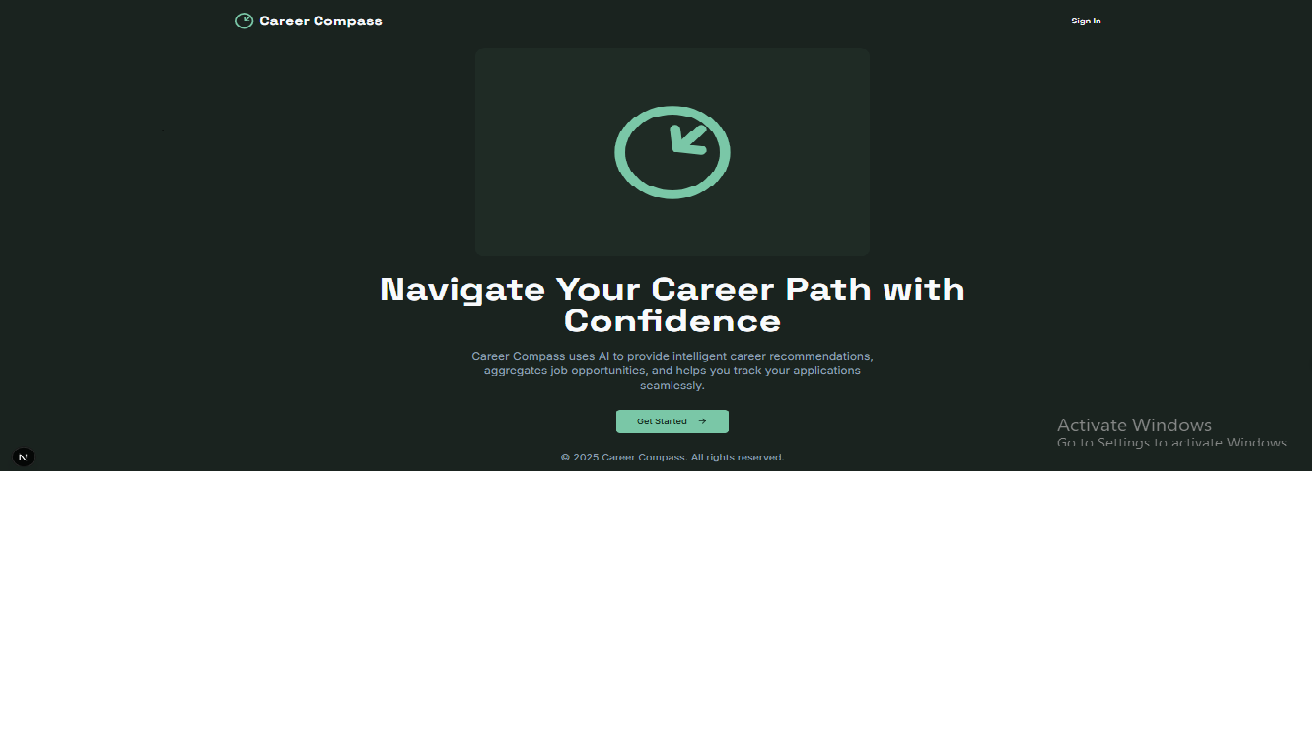 Career Compass
Sign In
Navigate Your Career Path with
Confidence
Career Compass uses AI to provide intelligent career recommendations,
aggregates job opportunities, and helps you track your applications
seamlessly.
Get Started →
Activate Windows
Go to Settings to activate Windows.
N
© 2025 Career Compass. All rights reserved.